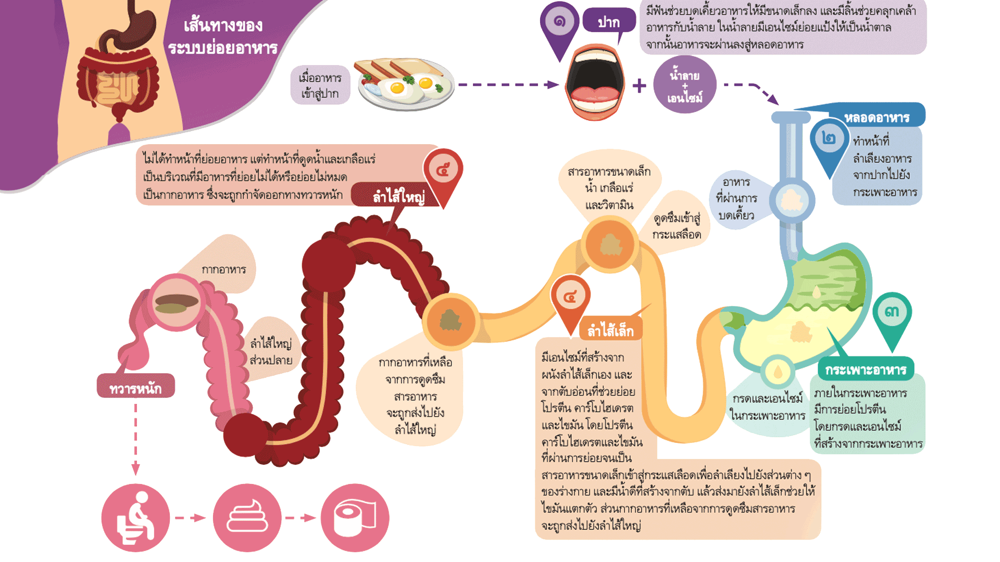 เส้นทางของ
ระบบย่อยอาหาร
เมื่ออาหาร
เข้าสู่ปาก
๑
ปาก
มีฟันช่วยบดเคี้ยวอาหารให้มีขนาดเล็กลง และมีลิ้นช่วยคลุกเคล้า
อาหารกับน้ำลาย ในน้ำลายมีเอนไซม์ย่อยแป้งให้เป็นน้ำตาล
จากนั้นอาหารจะผ่านลงสู่หลอดอาหาร
+
น้ำลาย
+
เอนไซม์
หลอดอาหาร
๒
ทำหน้าที่
ลำเลียงอาหาร
จากปากไปยัง
กระเพาะอาหาร
อาหาร
ที่ผ่านการ
บดเคี้ยว
๓
กระเพาะอาหาร
ภายในกระเพาะอาหาร
มีการย่อยโปรตีน
โดยกรดและเอนไซม์
ที่สร้างจากกระเพาะอาหาร
กรดและเอนไซม์
ในกระเพาะอาหาร
๔
ลำไส้เล็ก
มีเอนไซม์ที่สร้างจาก
ผนังลำไส้เล็กเอง และ
จากตับอ่อนที่ช่วยย่อย
โปรตีน คาร์โบไฮเดรต
และไขมัน โดยโปรตีน
คาร์โบไฮเดรตและไขมัน
ที่ผ่านการย่อยจนเป็น
สารอาหารขนาดเล็กเข้าสู่กระแสเลือดเพื่อลำเลียงไปยังส่วนต่าง ๆ
ของร่างกาย และมีน้ำดีที่สร้างจากตับ แล้วส่งมายังลำไส้เล็กช่วยให้
ไขมันแตกตัว ส่วนกากอาหารที่เหลือจากการดูดซึมสารอาหาร
จะถูกส่งไปยังลำไส้ใหญ่
สารอาหารขนาดเล็ก
น้ำ เกลือแร่
และวิตามิน
ดูดซึมเข้าสู่
กระแสลือด
กากอาหารที่เหลือ
จากการดูดซึม
สารอาหาร
จะถูกส่งไปยัง
ลำไส้ใหญ่
๕
ลำไส้ใหญ่
ไม่ได้ทำหน้าที่ย่อยอาหาร แต่ทำหน้าที่ดูดน้ำและเกลือแร่
เป็นบริเวณที่มีอาหารที่ย่อยไม่ได้หรือย่อยไม่หมด
เป็นกากอาหาร ซึ่งจะถูกกำจัดออกทางทวารหนัก
กากอาหาร
ลำไส้ใหญ่
ส่วนปลาย
ทวารหนัก